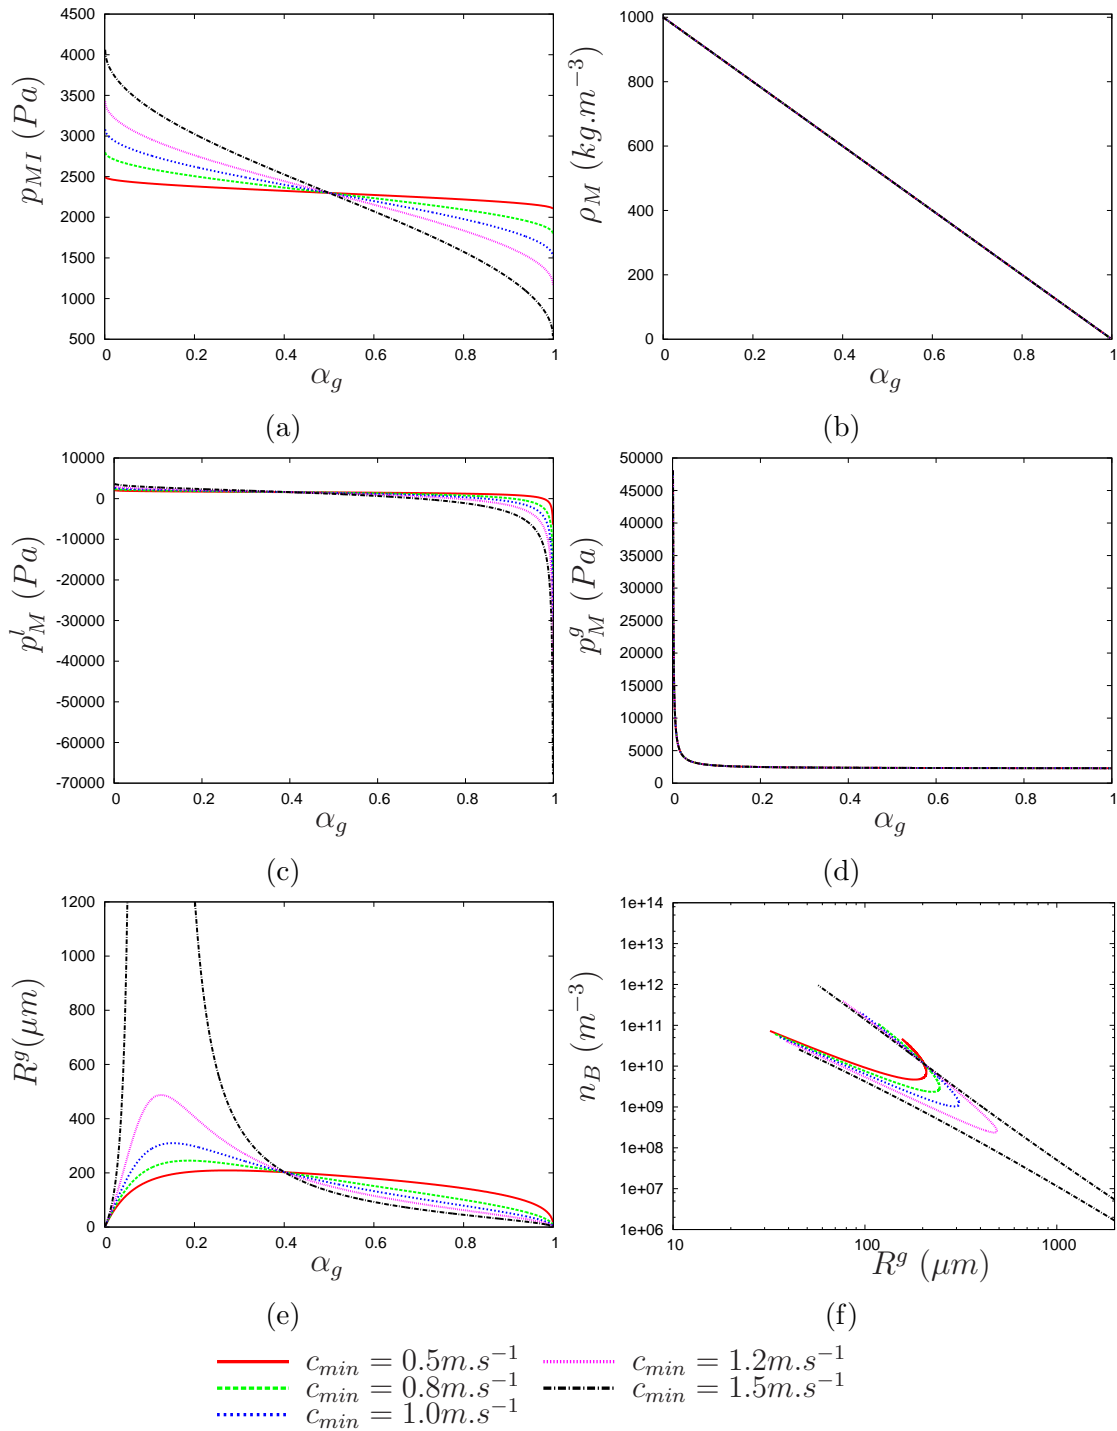 4500
4000
3500
3000
2500
2000
1500
1000
500
0
0.2
0.4
0.6
0.8
1
p_{MI} (Pa)
α_g
(a)
1000
800
600
400
200
0
0
0.2
0.4
0.6
0.8
1
ρ_M (kg.m^{−3})
α_g
(b)
10000
0
-10000
-20000
-30000
-40000
-50000
-60000
-70000
0
0.2
0.4
0.6
0.8
1
p_M^l (Pa)
α_g
(c)
50000
45000
40000
35000
30000
25000
20000
15000
10000
5000
0
0
0.2
0.4
0.6
0.8
1
p_M^g (Pa)
α_g
(d)
1200
1000
800
600
400
200
0
0
0.2
0.4
0.6
0.8
1
R^g(μm)
α_g
(e)
1e+14
1e+13
1e+12
1e+11
1e+10
1e+09
1e+08
1e+07
1e+06
10
100
1000
n_B (m^{−3})
R^g (μm)
(f)
c_{min} = 0.5m.s^{−1}
c_{min} = 0.8m.s^{−1}
c_{min} = 1.0m.s^{−1}
c_{min} = 1.2m.s^{−1}
c_{min} = 1.5m.s^{−1}